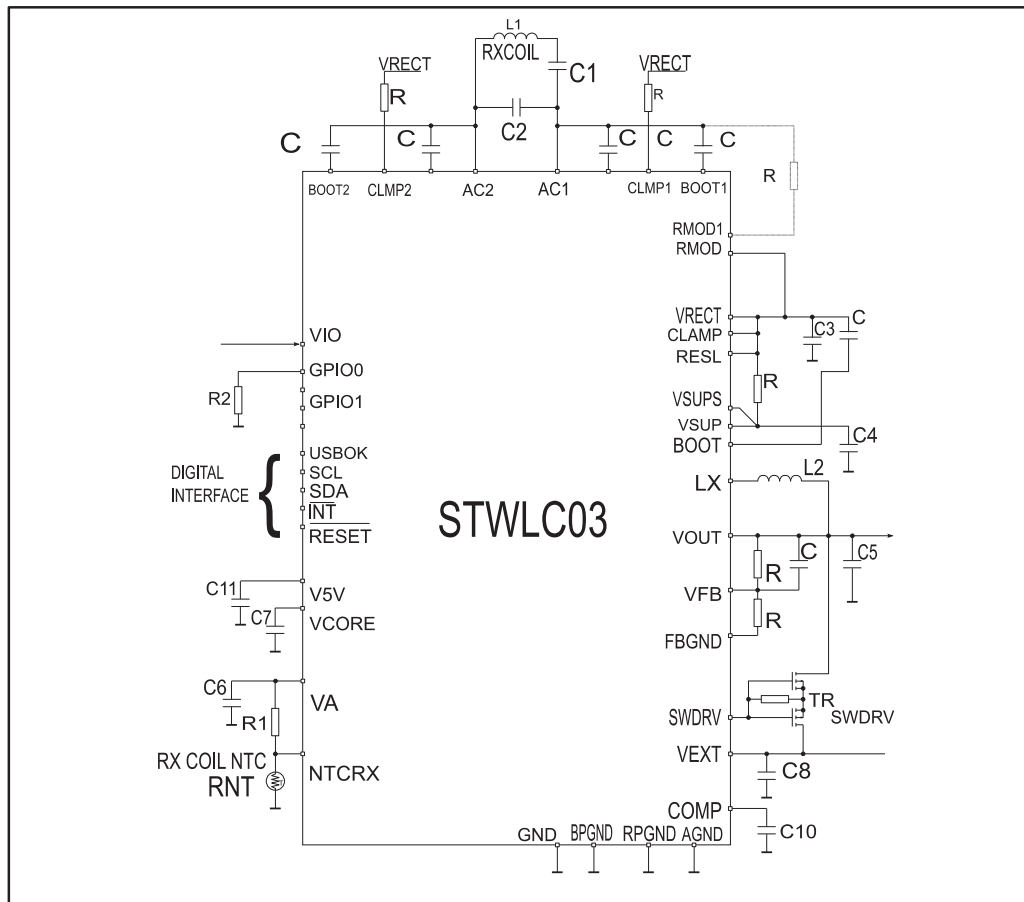 L1
RXCOIL
VRECT
C1
VRECT
R
R
C2
C
C
C
C
C
R
BOOT2
CLMP2
AC2
AC1
CLMP1
BOOT1
RMOD1
RMOD
VRECT
C3
C
CLAMP
RESL
R
VSUPS
VSUP
C4
BOOT
VIO
GPIO0
R2
GPIO1
USBOK
SCL
SDA
INT
RESET
DIGITAL
INTERFACE
{
STWLC03
LX
L2
VOUT
C
C5
R
VFB
R
FBGND
C11
V5V
C7
VCORE
C6
VA
R1
RX COIL NTC
RNT
NTCRX
TR
SWDRV
SWDRV
VEXT
C8
COMP
C10
GND
BPGND
RPGND
AGND